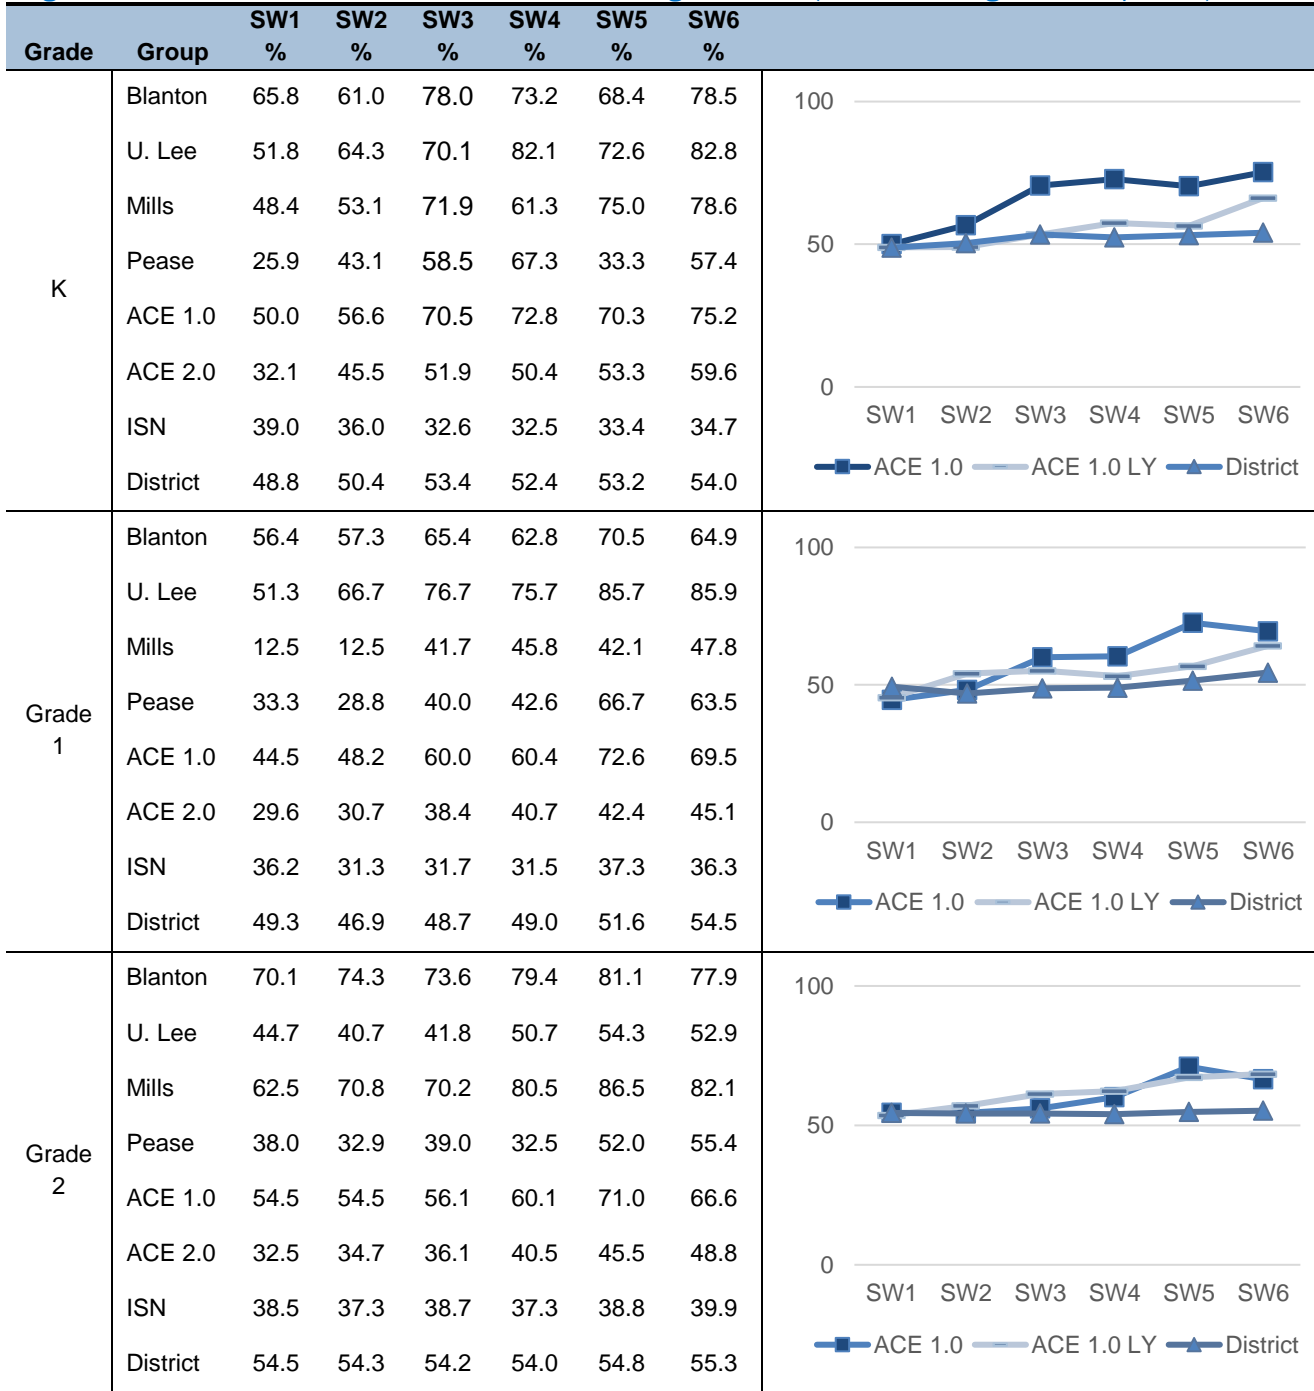 SW1 SW2 SW3 SW4 SW5 SW6
Grade Group % % % % % %
K
Blanton 65.8 61.0 78.0 73.2 68.4 78.5
U. Lee 51.8 64.3 70.1 82.1 72.6 82.8
Mills 48.4 53.1 71.9 61.3 75.0 78.6
Pease 25.9 43.1 58.5 67.3 33.3 57.4
ACE 1.0 50.0 56.6 70.5 72.8 70.3 75.2
ACE 2.0 32.1 45.5 51.9 50.4 53.3 59.6
ISN 39.0 36.0 32.6 32.5 33.4 34.7
District 48.8 50.4 53.4 52.4 53.2 54.0
100
50
0
SW1 SW2 SW3 SW4 SW5 SW6
ACE 1.0 ACE 1.0 LY District
Grade
1
Blanton 56.4 57.3 65.4 62.8 70.5 64.9
U. Lee 51.3 66.7 76.7 75.7 85.7 85.9
Mills 12.5 12.5 41.7 45.8 42.1 47.8
Pease 33.3 28.8 40.0 42.6 66.7 63.5
ACE 1.0 44.5 48.2 60.0 60.4 72.6 69.5
ACE 2.0 29.6 30.7 38.4 40.7 42.4 45.1
ISN 36.2 31.3 31.7 31.5 37.3 36.3
District 49.3 46.9 48.7 49.0 51.6 54.5
100
50
0
SW1 SW2 SW3 SW4 SW5 SW6
ACE 1.0 ACE 1.0 LY District
Grade
2
Blanton 70.1 74.3 73.6 79.4 81.1 77.9
U. Lee 44.7 40.7 41.8 50.7 54.3 52.9
Mills 62.5 70.8 70.2 80.5 86.5 82.1
Pease 38.0 32.9 39.0 32.5 52.0 55.4
ACE 1.0 54.5 54.5 56.1 60.1 71.0 66.6
ACE 2.0 32.5 34.7 36.1 40.5 45.5 48.8
ISN 38.5 37.3 38.7 37.3 38.8 39.9
District 54.5 54.3 54.2 54.0 54.8 55.3
100
50
0
SW1 SW2 SW3 SW4 SW5 SW6
ACE 1.0 ACE 1.0 LY District